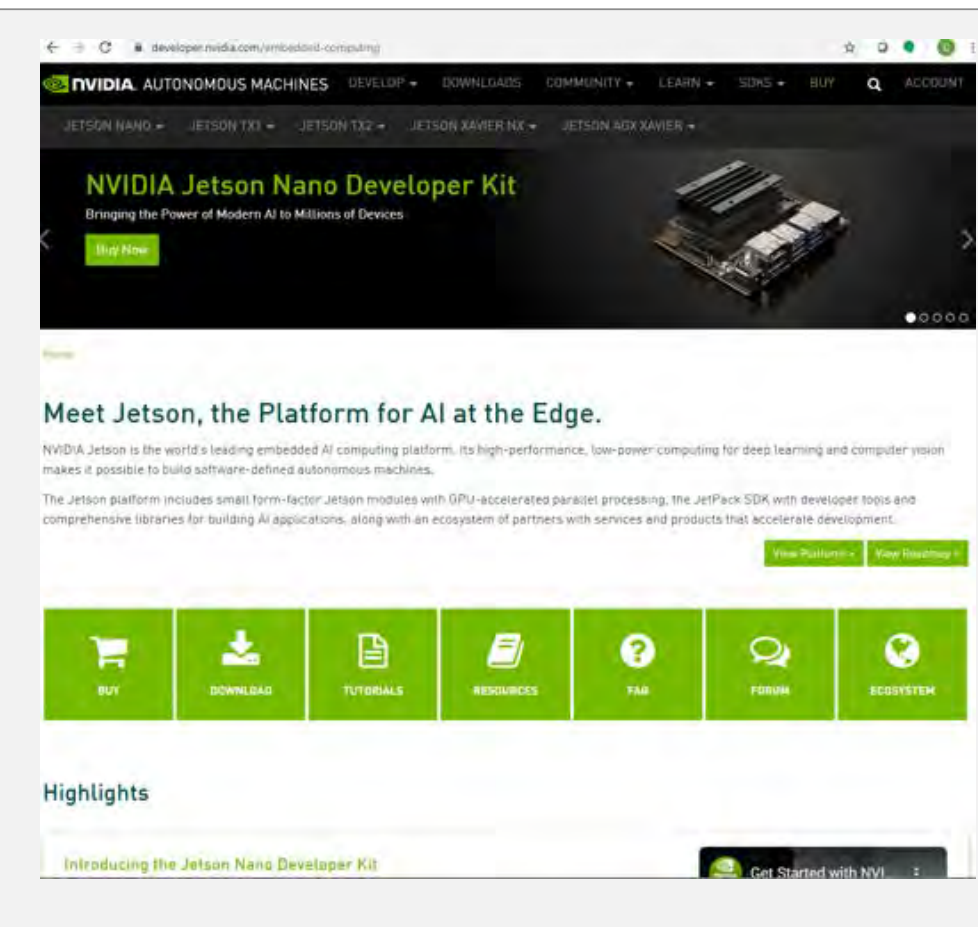 developer.nvidia.com/embedded-computing
NVIDIA. AUTONOMOUS MACHINES DEVELOP DOWNLOADS COMMUNITY LEARN SDKS BUY ACCOUNT
JETSON NANO JETSON TX1 JETSON TX2 JETSON XAVIER NX JETSON AGX XAVIER
NVIDIA Jetson Nano Developer Kit
Bringing the Power of Modern AI to Millions of Devices
Buy Now
Home
Meet Jetson, the Platform for AI at the Edge.
NVIDIA Jetson is the world's leading embedded AI computing platform. Its high-performance, low-power computing for deep learning and computer vision
makes it possible to build software-defined autonomous machines.
The Jetson platform includes small form-factor Jetson modules with GPU-accelerated parallel processing, the JetPack SDK with developer tools and
comprehensive libraries for building AI applications, along with an ecosystem of partners with services and products that accelerate development.
View Platform > View Roadmap >
BUY DOWNLOAD TUTORIALS RESOURCES FAQ FORUM ECOSYSTEM
Highlights
Introducing the Jetson Nano Developer Kit
Get Started with NVI...